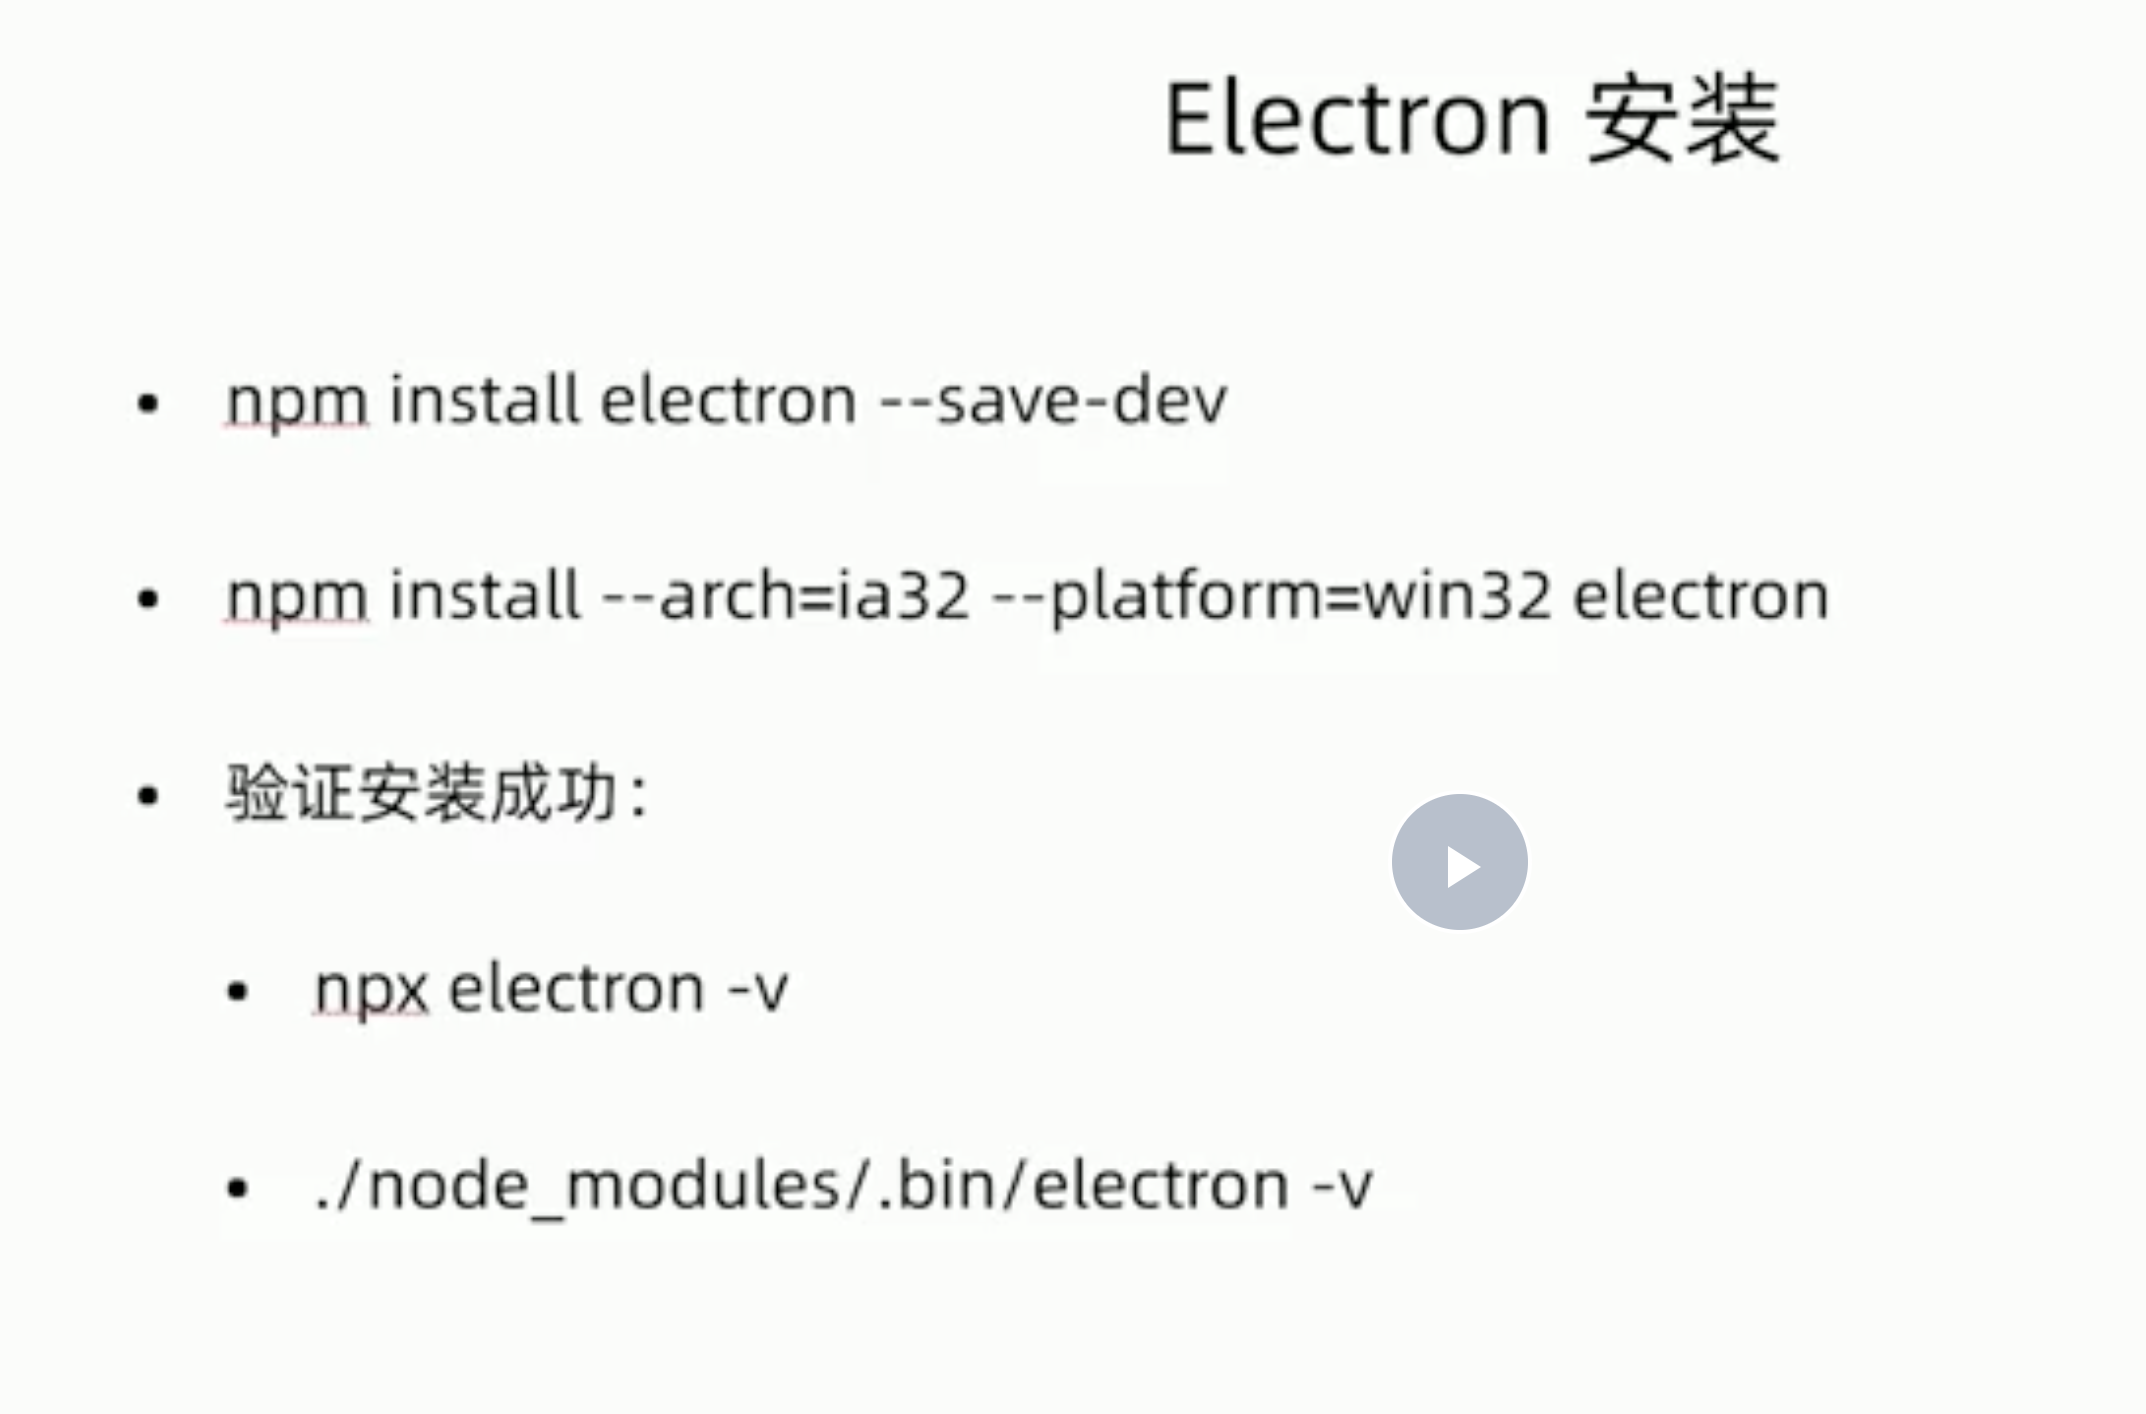 Electron 安装
• npm install electron --save-dev
• npm install --arch=ia32 --platform=win32 electron
• 验证安装成功：
• npx electron -v
• ./node_modules/.bin/electron -v